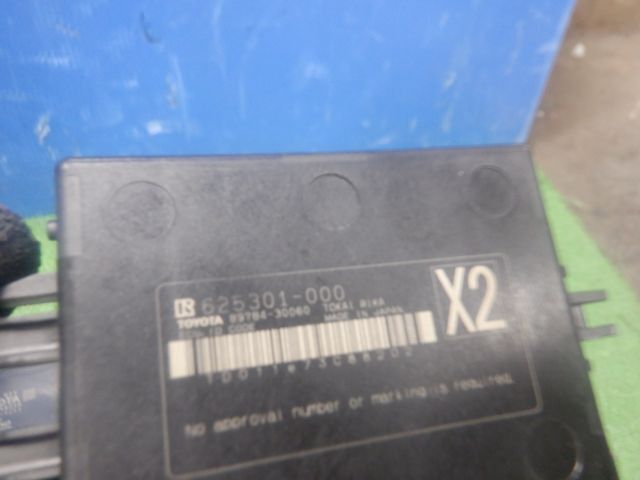 625301-000
X2
TOYOTA 89784-30060 TOKAI RIKA
MADE IN JAPAN
No approval number or marking is required.